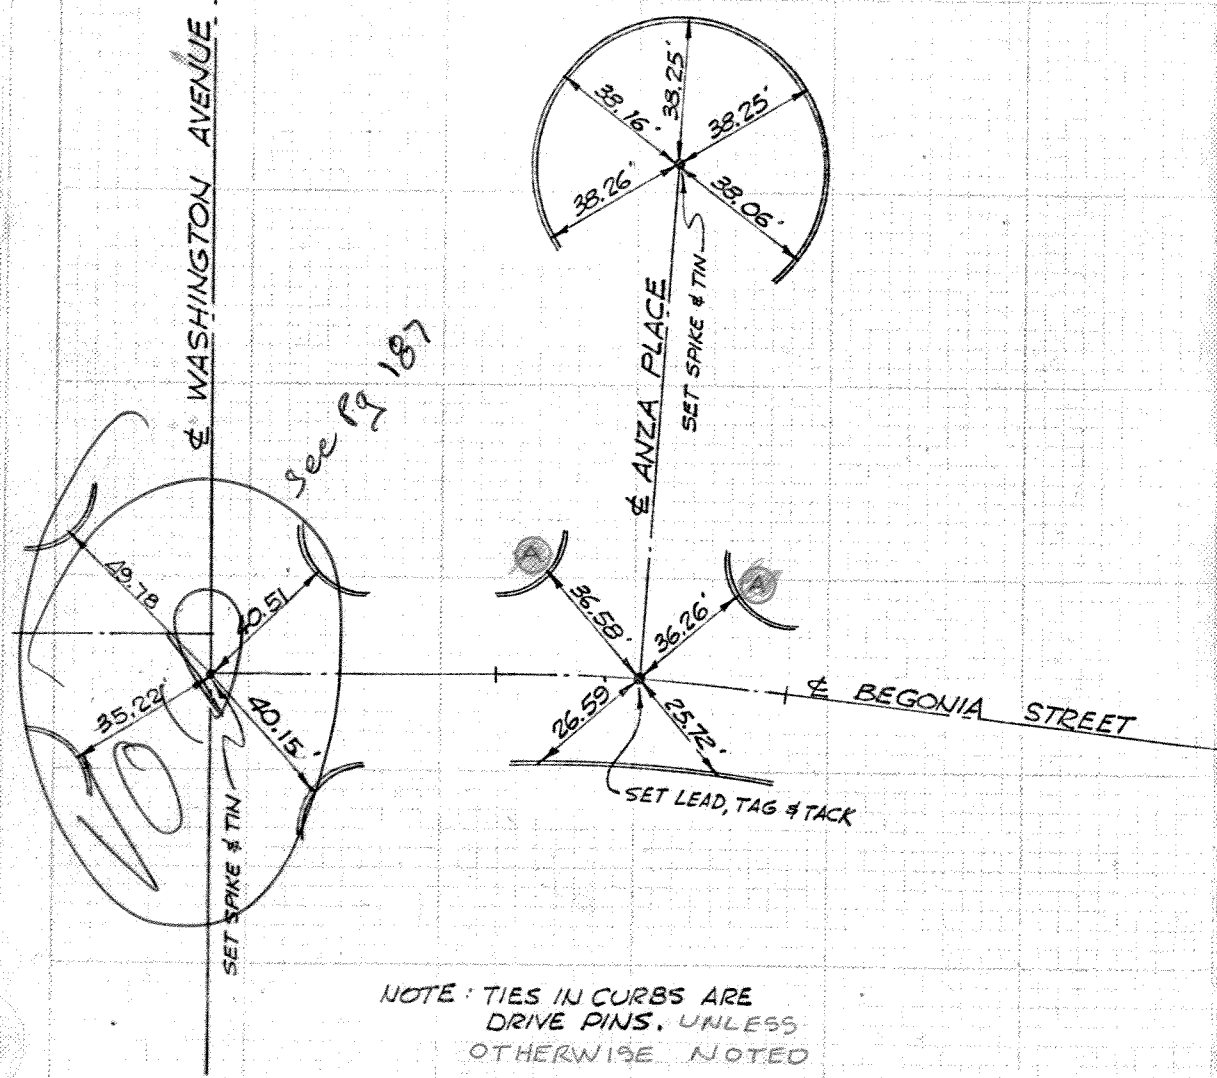 ℄ WASHINGTON AVENUE
38.16'
38.25'
38.25'
38.26'
38.06'
SET SPIKE & TIN
℄ ANZA PLACE
See Pg 187
49.78
40.51
35.22'
40.15'
SET SPIKE & TIN
A
A
36.58'
36.26'
26.59'
25.72'
℄ BEGONIA STREET
SET LEAD, TAG & TACK
NOTE: TIES IN CURBS ARE
DRIVE PINS. UNLESS
OTHERWISE NOTED